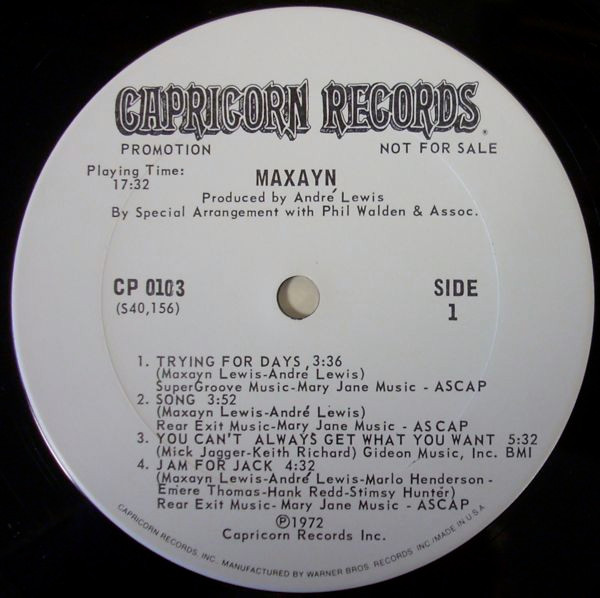 CAPRICORN RECORDS.
PROMOTION NOT FOR SALE
Playing Time:
17:32
MAXAYN
Produced by André Lewis
By Special Arrangement with Phil Walden & Assoc.
CP 0103
(S40,156)
SIDE
1
1. TRYING FOR DAYS, 3:36
(Maxayn Lewis-André Lewis)
SuperGroove Music-Mary Jane Music - ASCAP
2. SONG 3:52
(Maxayn Lewis-André Lewis)
Rear Exit Music-Mary Jane Music - ASCAP
3. YOU CAN'T ALWAYS GET WHAT YOU WANT 5:32
(Mick Jagger-Keith Richard) Gideon Music, Inc. BMI
4. JAM FOR JACK 4:32
(Maxayn Lewis-André Lewis-Marlo Henderson-
Emere Thomas-Hank Redd-Stimsy Hunter)
Rear Exit Music- Mary Jane Music - ASCAP
℗1972
Capricorn Records Inc.
CAPRICORN RECORDS, INC., MANUFACTURED BY WARNER BROS. RECORDS INC./MADE IN U.S.A.